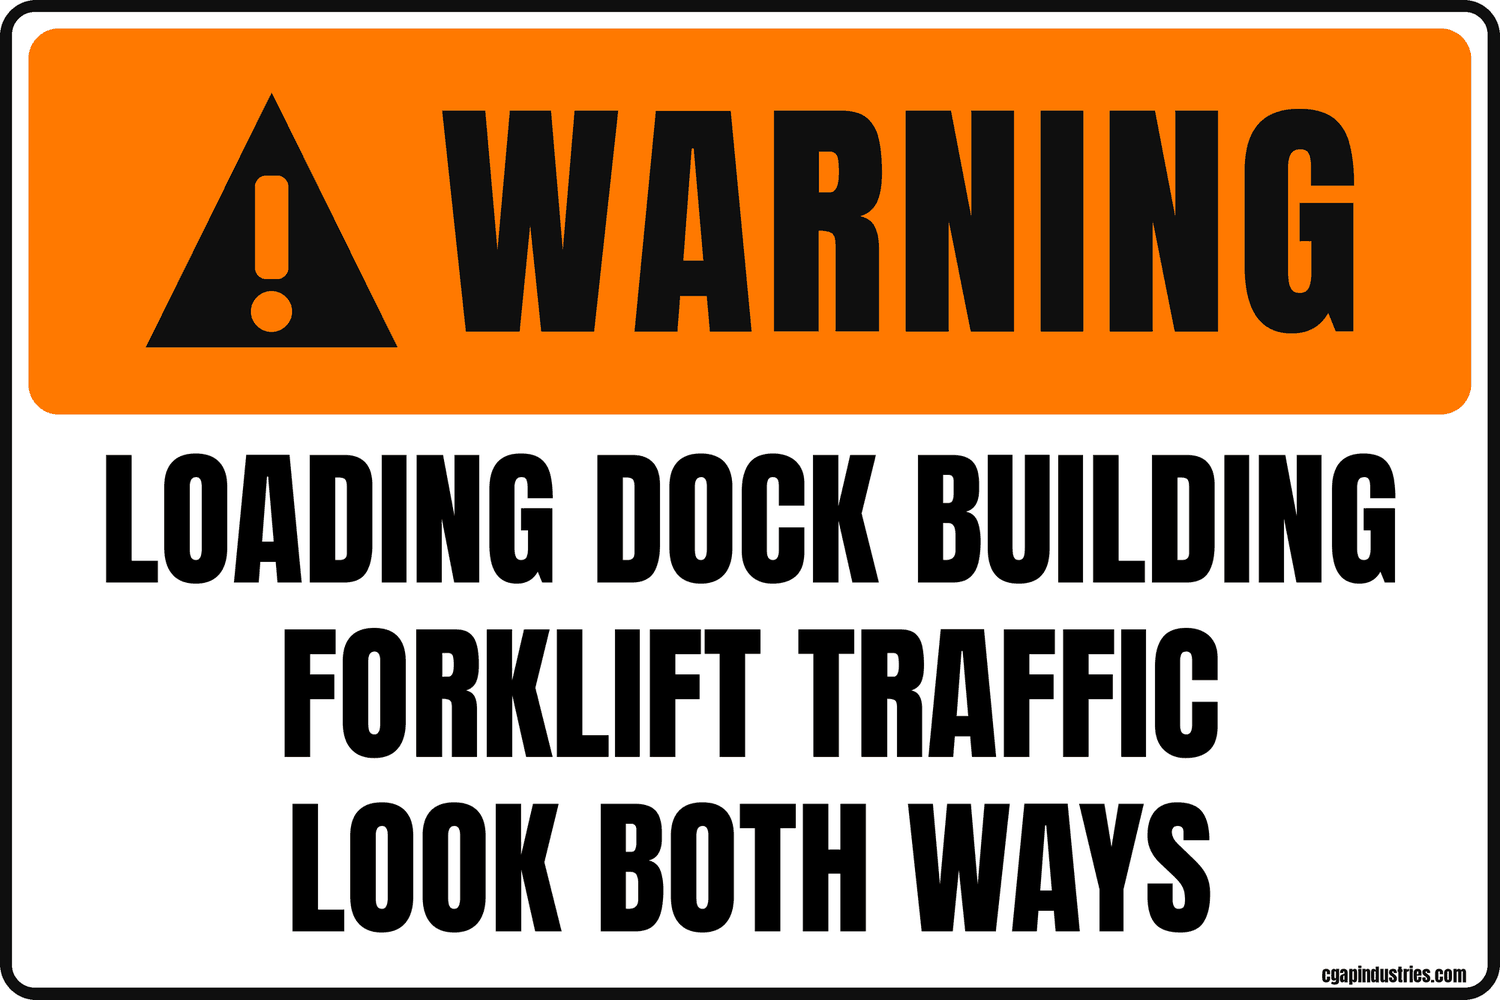 WARNING
LOADING DOCK BUILDING
FORKLIFT TRAFFIC
LOOK BOTH WAYS
cgapindustries.com